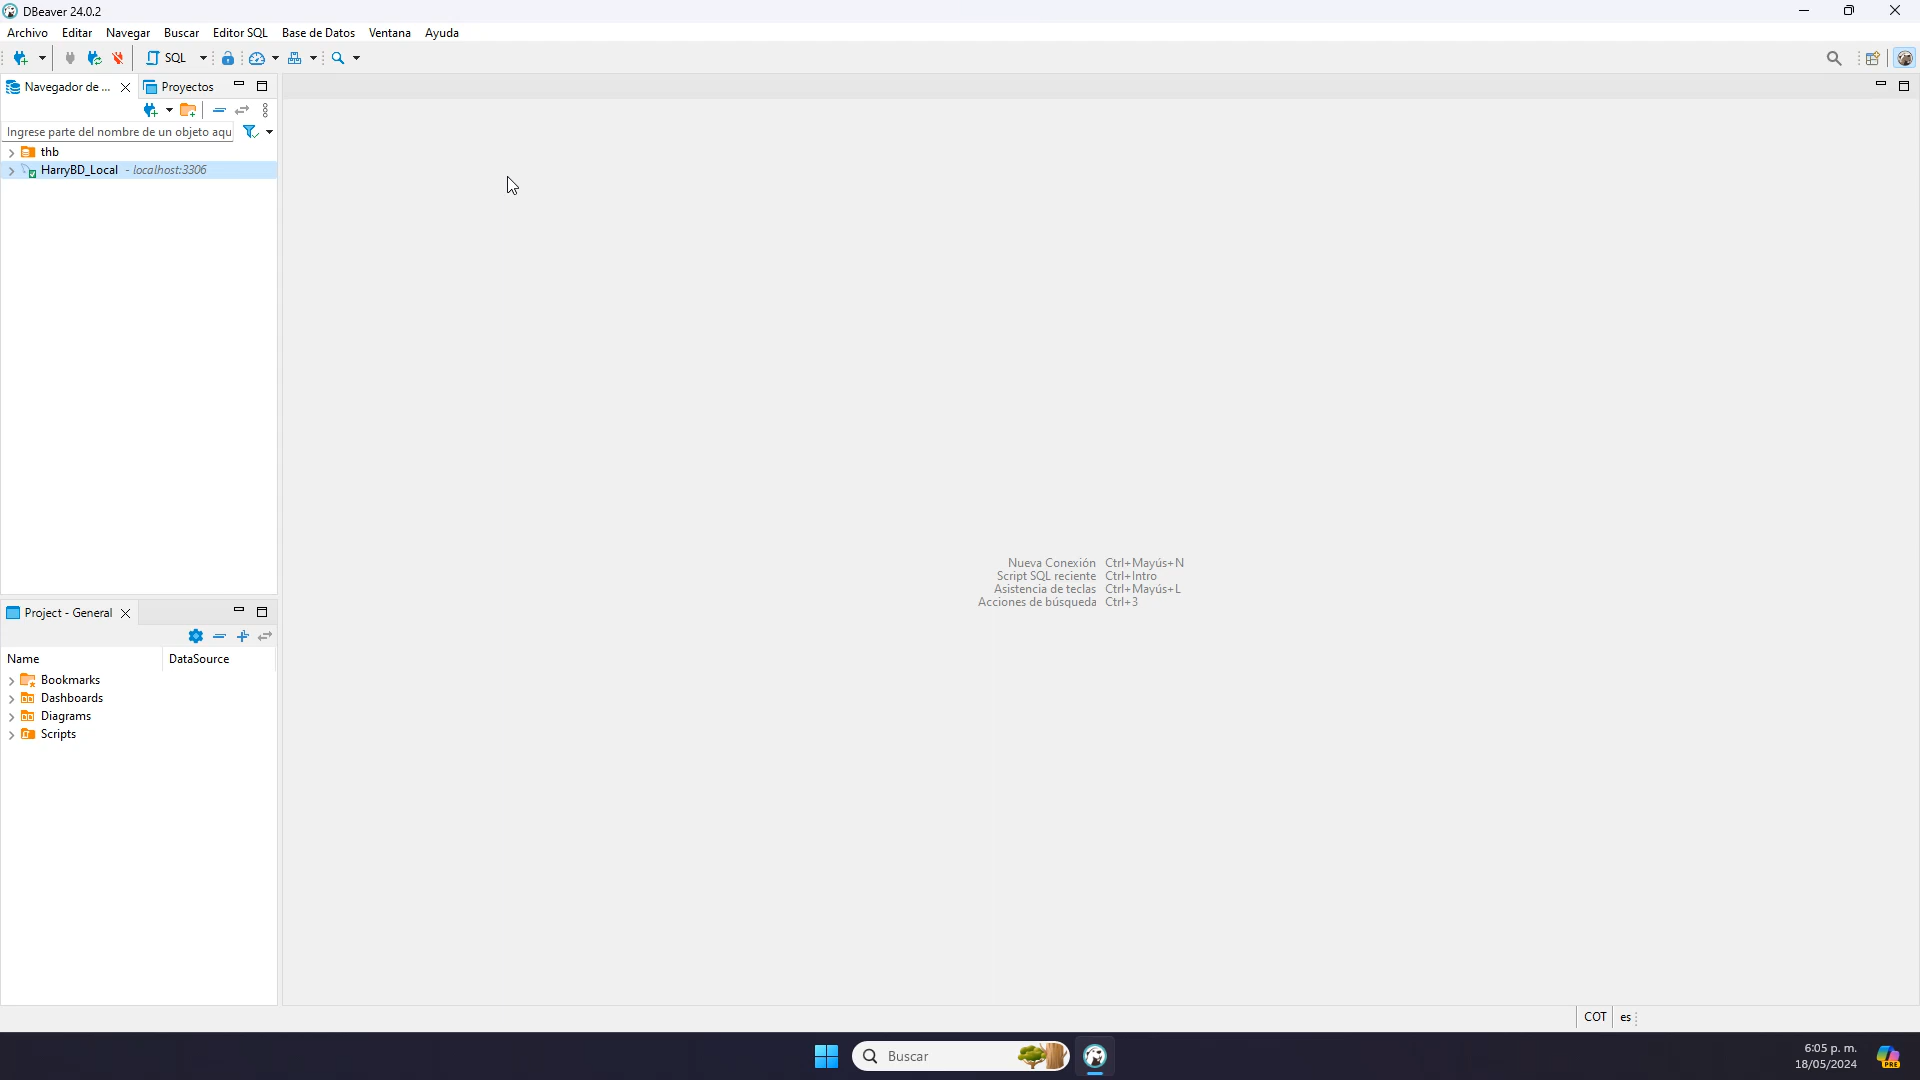 DBeaver 24.0.2
Archivo Editar Navegar Buscar Editor SQL Base de Datos Ventana Ayuda
SQL
Navegador de ... Proyectos
Ingrese parte del nombre de un objeto aqu
thb
HarryBD_Local - localhost:3306
Nueva Conexión Ctrl+Mayús+N
Script SQL reciente Ctrl+Intro
Asistencia de teclas Ctrl+Mayús+L
Acciones de búsqueda Ctrl+3
Project - General
Name DataSource
Bookmarks
Dashboards
Diagrams
Scripts
COT es
Buscar
6:05 p. m.
18/05/2024
PRE